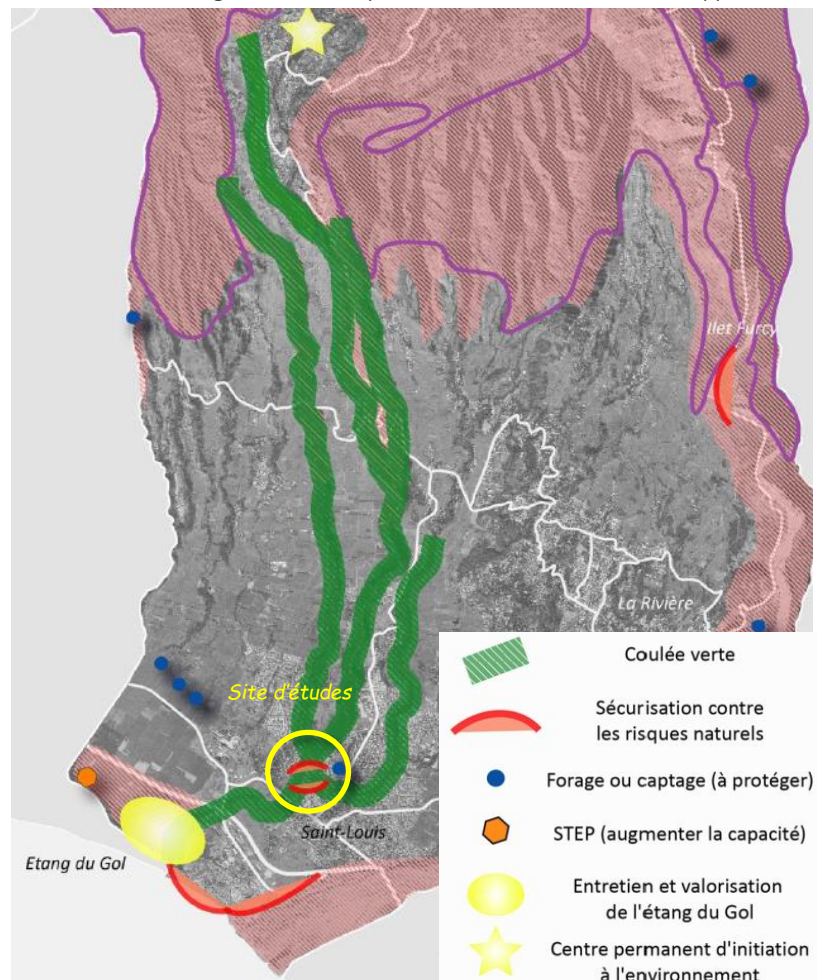 Ilet Furcy
La Rivière
Site d'études
Saint-Louis
Etang du Gol
Coulée verte
Sécurisation contre
les risques naturels
Forage ou captage (à protéger)
STEP (augmenter la capacité)
Entretien et valorisation
de l'étang du Gol
Centre permanent d'initiation
à l'environnement